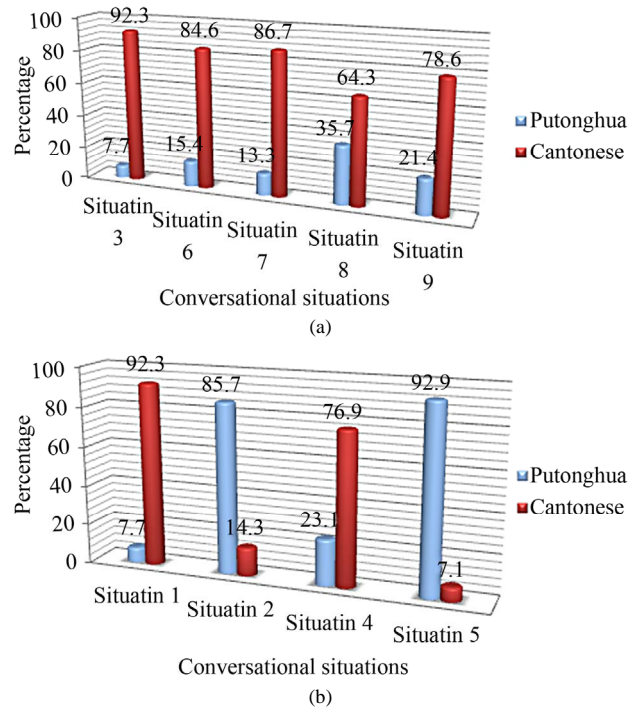 100
80
60
40
20
0
Percentage
92.3
84.6
86.7
64.3
78.6
7.7
15.4
13.3
35.7
21.4
Situatin 3
Situatin 6
Situatin 7
Situatin 8
Situatin 9
Conversational situations
Putonghua
Cantonese
(a)
100
80
60
40
20
0
Percentage
92.3
85.7
76.9
92.9
7.7
14.3
23.1
7.1
Situatin 1
Situatin 2
Situatin 4
Situatin 5
Conversational situations
Putonghua
Cantonese
(b)